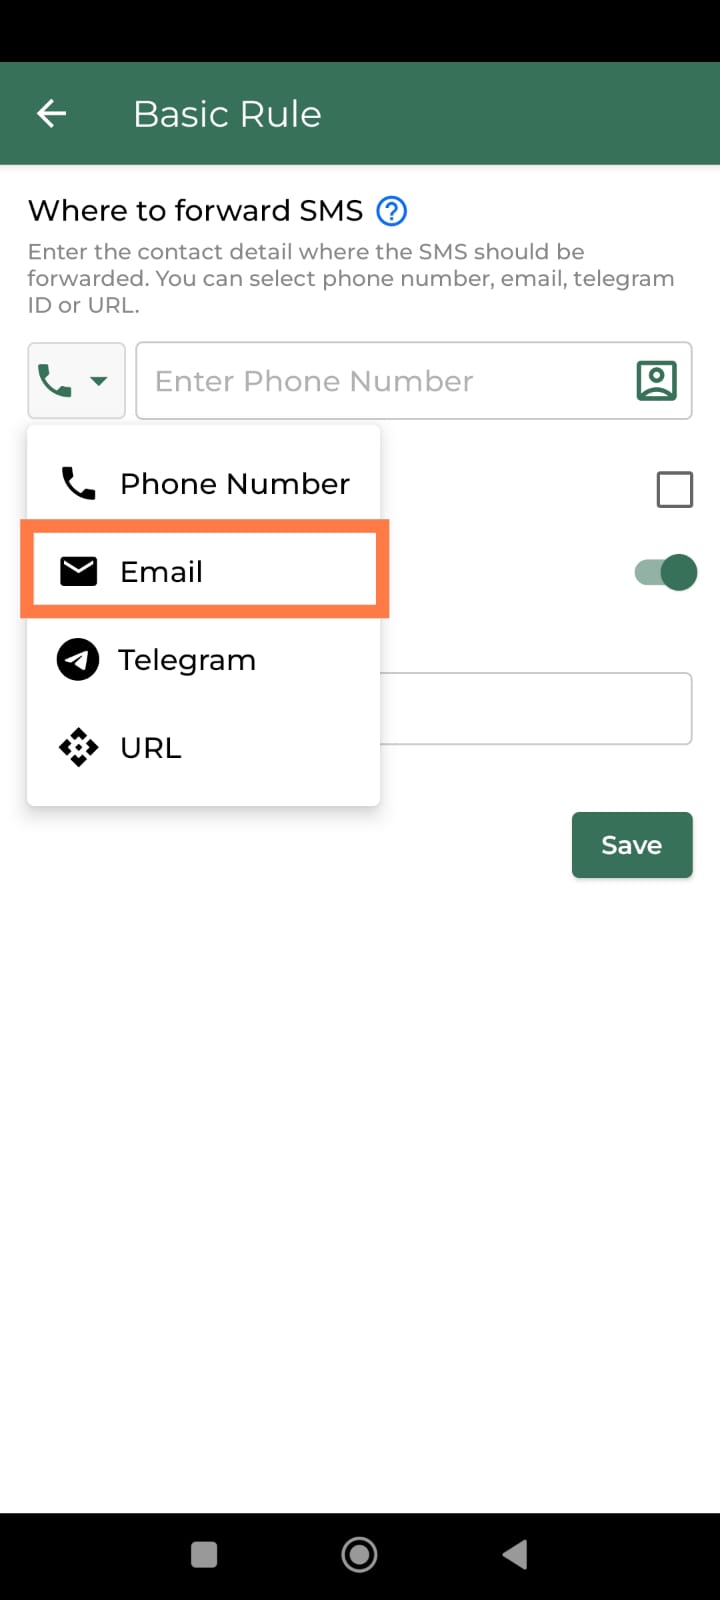 Basic Rule
Where to forward SMS
Enter the contact detail where the SMS should be
forwarded. You can select phone number, email, telegram
ID or URL.
Enter Phone Number
Phone Number
Email
Telegram
URL
Save